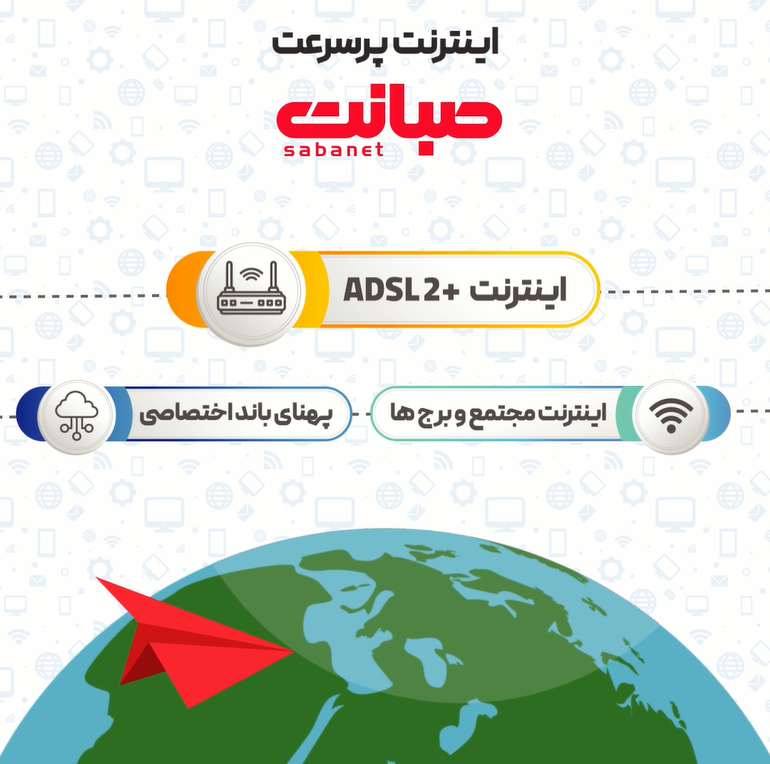 اینترنت پرسرعت
صبانت
sabanet
اینترنت ADSL 2+
اینترنت مجتمع و برج ها
پهنای باند اختصاصی